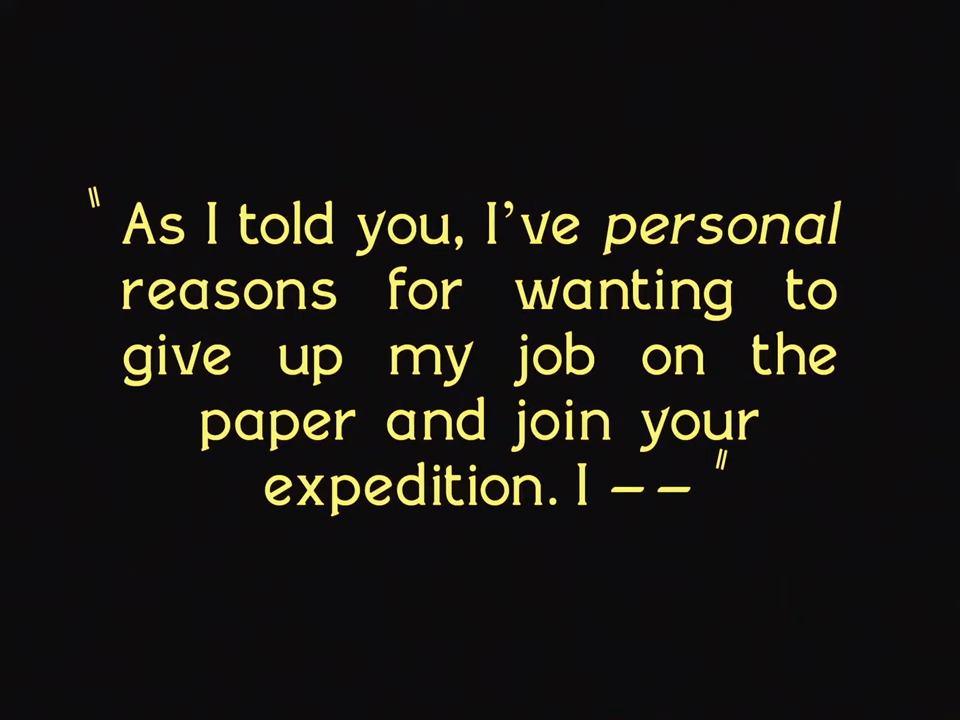 " As I told you, I've personal
reasons for wanting to
give up my job on the
paper and join your
expedition. I — — "